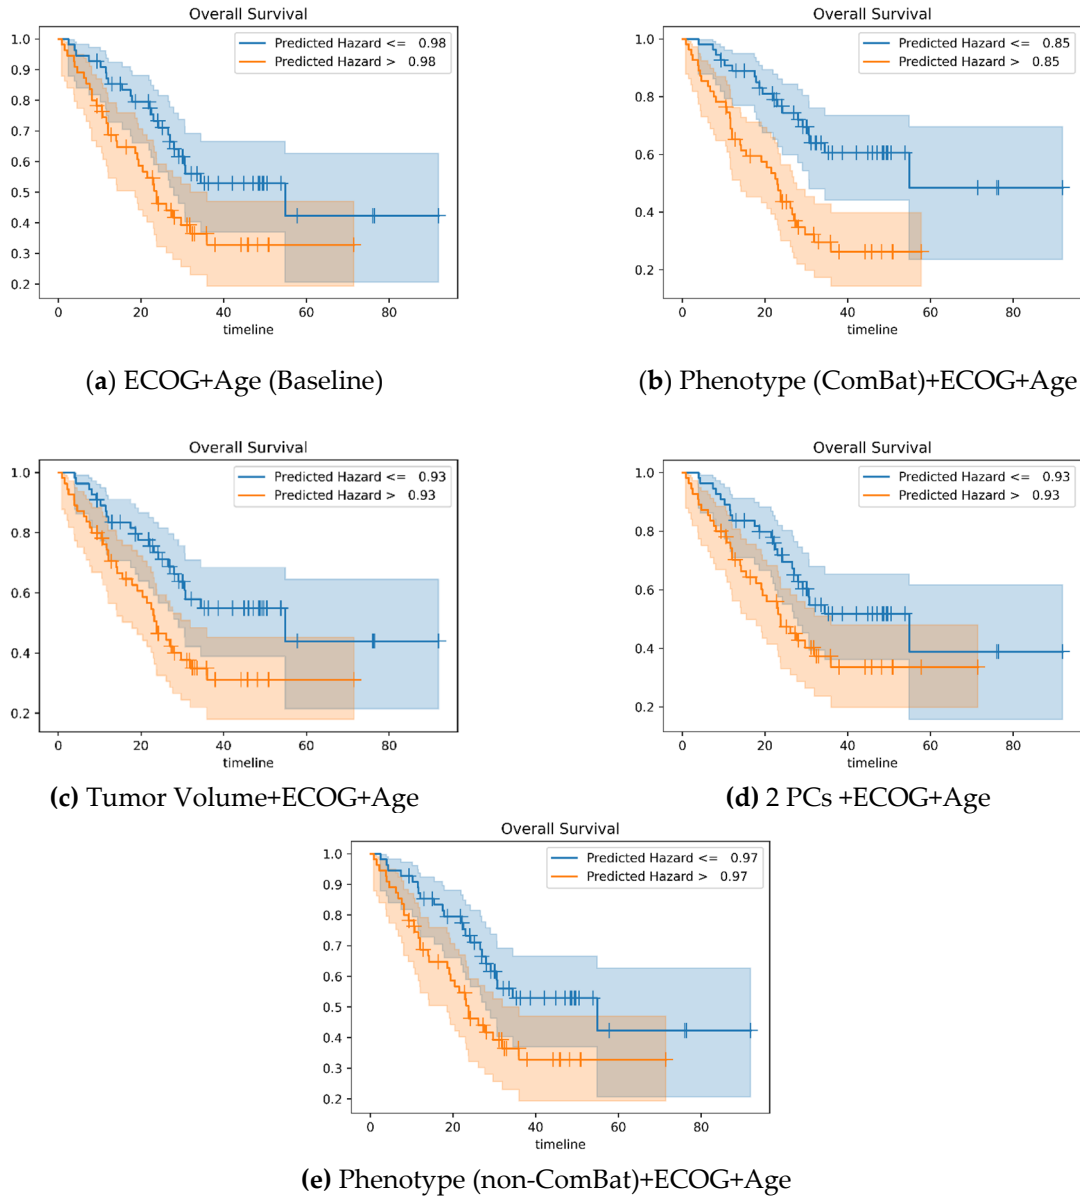 Overall Survival
Predicted Hazard <= 0.98
Predicted Hazard > 0.98
1.0
0.9
0.8
0.7
0.6
0.5
0.4
0.3
0.2
0 20 40 60 80
timeline
(a) ECOG+Age (Baseline)
Overall Survival
Predicted Hazard <= 0.85
Predicted Hazard > 0.85
1.0
0.8
0.6
0.4
0.2
0 20 40 60 80
timeline
(b) Phenotype (ComBat)+ECOG+Age
Overall Survival
Predicted Hazard <= 0.93
Predicted Hazard > 0.93
1.0
0.8
0.6
0.4
0.2
0 20 40 60 80
timeline
(c) Tumor Volume+ECOG+Age
Overall Survival
Predicted Hazard <= 0.93
Predicted Hazard > 0.93
1.0
0.8
0.6
0.4
0.2
0 20 40 60 80
timeline
(d) 2 PCs +ECOG+Age
Overall Survival
Predicted Hazard <= 0.97
Predicted Hazard > 0.97
1.0
0.9
0.8
0.7
0.6
0.5
0.4
0.3
0.2
0 20 40 60 80
timeline
(e) Phenotype (non-ComBat)+ECOG+Age